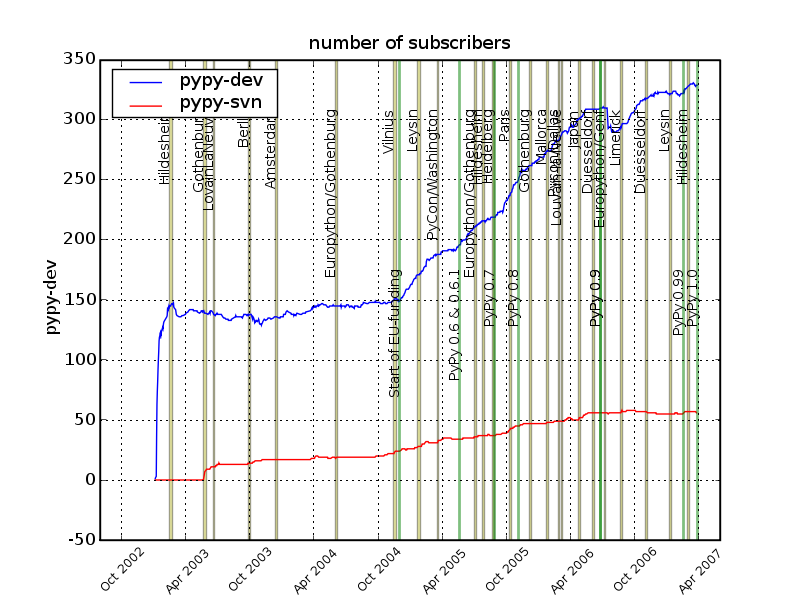 number of subscribers
pypy-dev
pypy-svn
pypy-dev
350
300
250
200
150
100
50
0
-50
Hildesheim
Gothenburg
Berlin
Amsterdam
Europython/Gothenburg
Vilnius
Leysin
PyCon/Washington
Europython/Gothenburg
Hildesheim
Heidelberg
Paris
Gothenburg
Mallorca
Japan
Duesseldorf
Europython/Genf
Limerick
Duesseldorf
Leysin
Hildesheim
Start of EU-funding
PyPy 0.6 & 0.6.1
PyPy 0.7
PyPy 0.8
PyPy 0.9
PyPy 0.99
PyPy 1.0
Oct 2002
Apr 2003
Oct 2003
Apr 2004
Oct 2004
Apr 2005
Oct 2005
Apr 2006
Oct 2006
Apr 2007